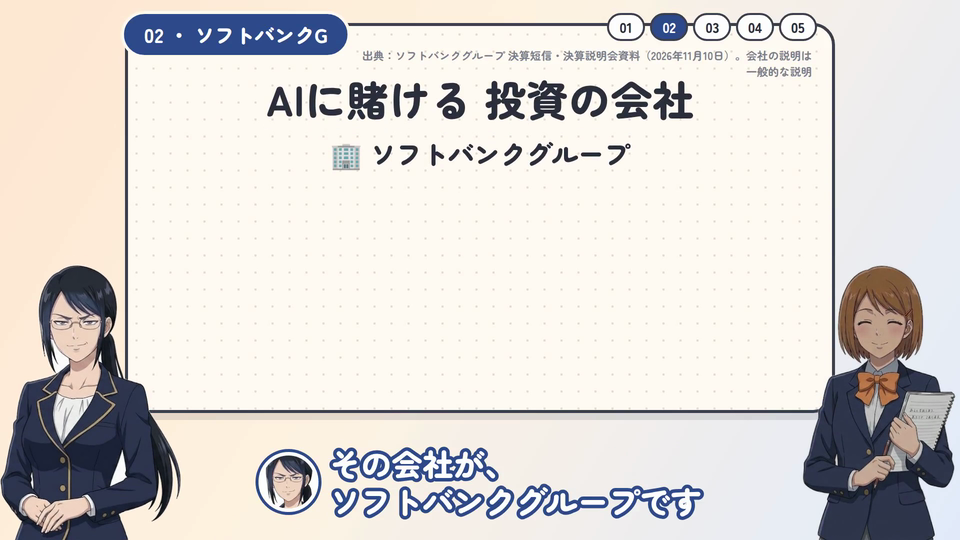 02 ・ ソフトバンクG
01 02 03 04 05
出典：ソフトバンクグループ 決算短信・決算説明会資料（2026年11月10日）。会社の説明は
一般的な説明
AIに賭ける 投資の会社
ソフトバンクグループ
その会社が、
ソフトバンクグループです